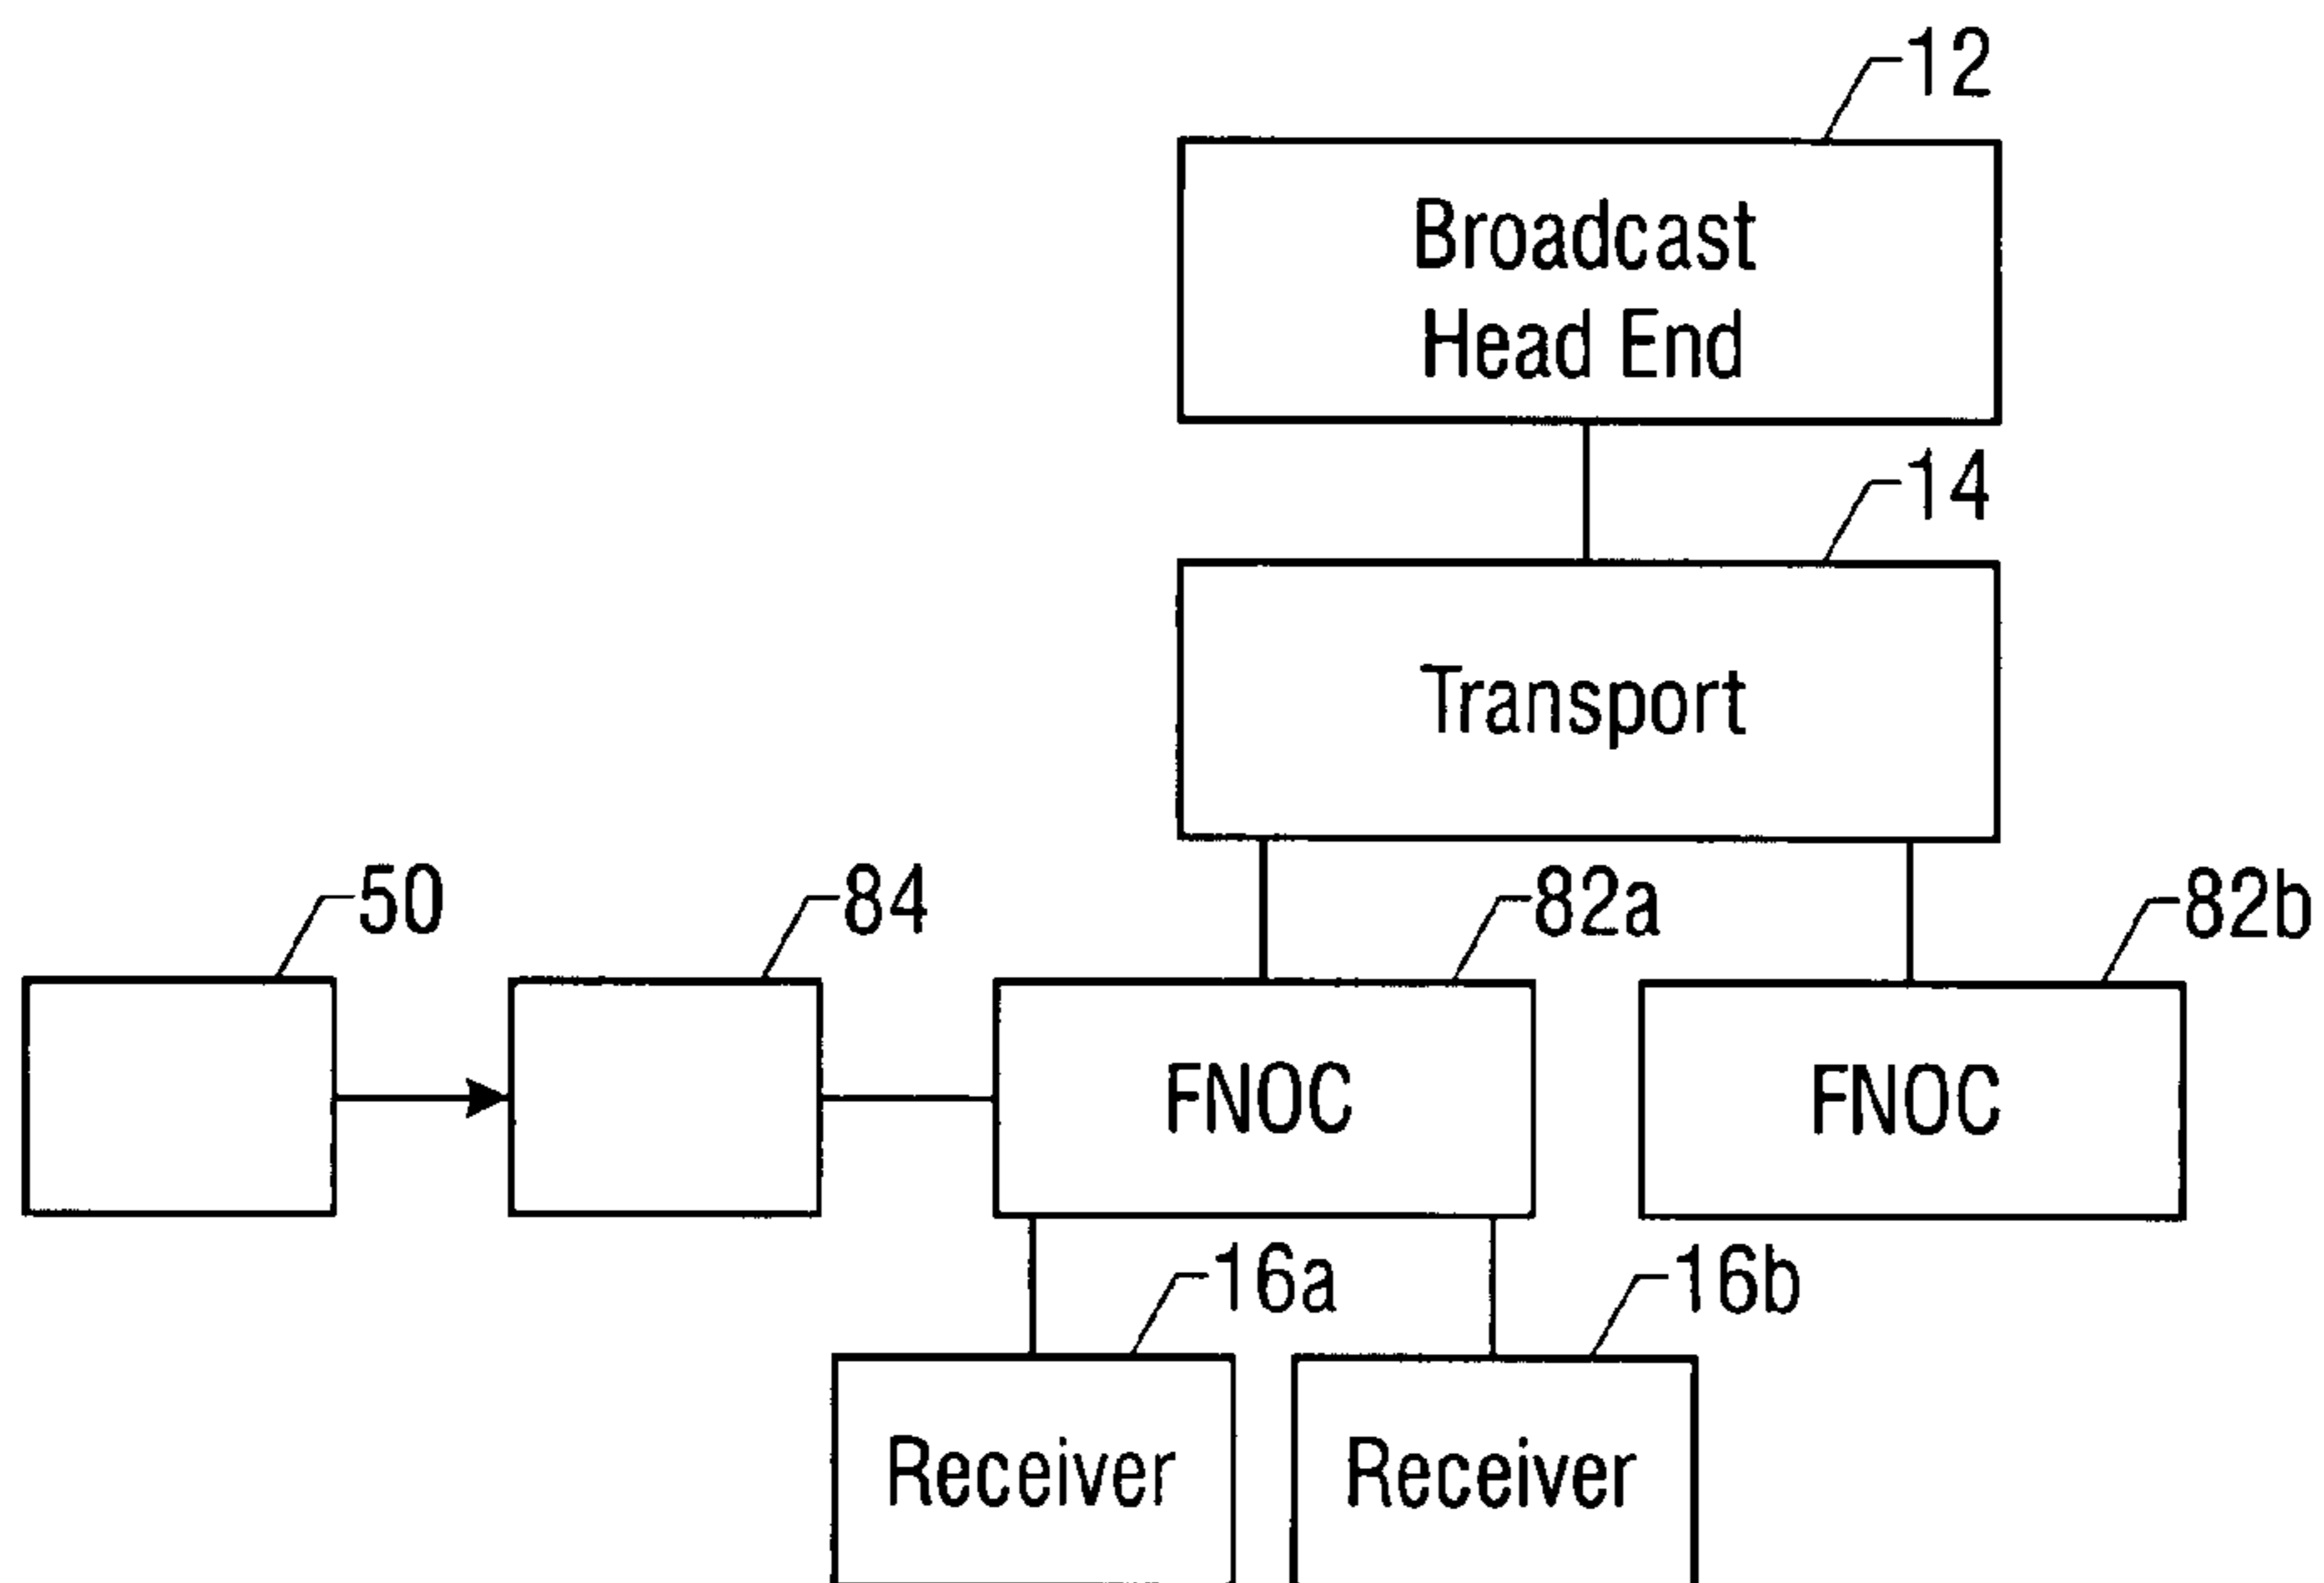 12
Broadcast
Head End
14
Transport
50
84
82a
82b
FNOC
FNOC
16a
16b
Receiver
Receiver